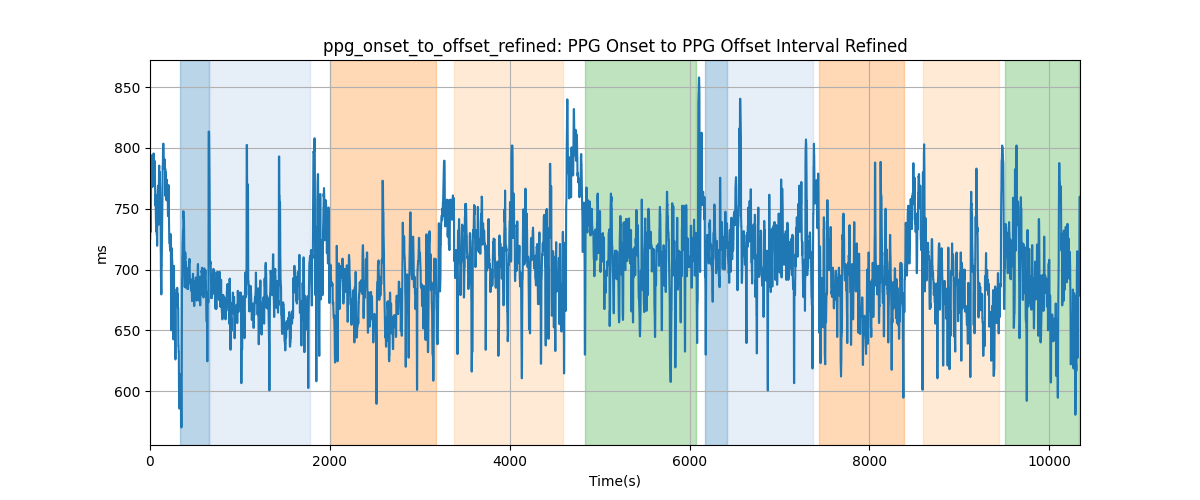 ppg_onset_to_offset_refined: PPG Onset to PPG Offset Interval Refined
850
800
750
700
650
600
ms
0 2000 4000 6000 8000 10000
Time(s)